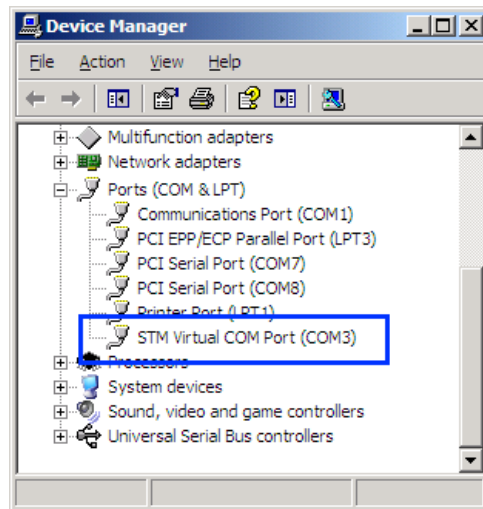 Device Manager
File Action View Help
Multifunction adapters
Network adapters
Ports (COM & LPT)
Communications Port (COM1)
PCI EPP/ECP Parallel Port (LPT3)
PCI Serial Port (COM7)
PCI Serial Port (COM8)
Printer Port (LPT1)
STM Virtual COM Port (COM3)
Processors
System devices
Sound, video and game controllers
Universal Serial Bus controllers